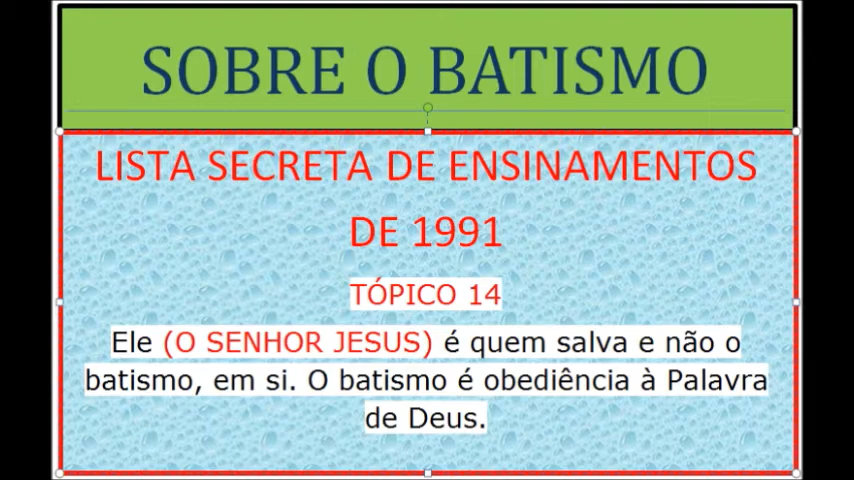 SOBRE O BATISMO
LISTA SECRETA DE ENSINAMENTOS
DE 1991
TÓPICO 14
Ele (O SENHOR JESUS) é quem salva e não o
batismo, em si. O batismo é obediência à Palavra
de Deus.